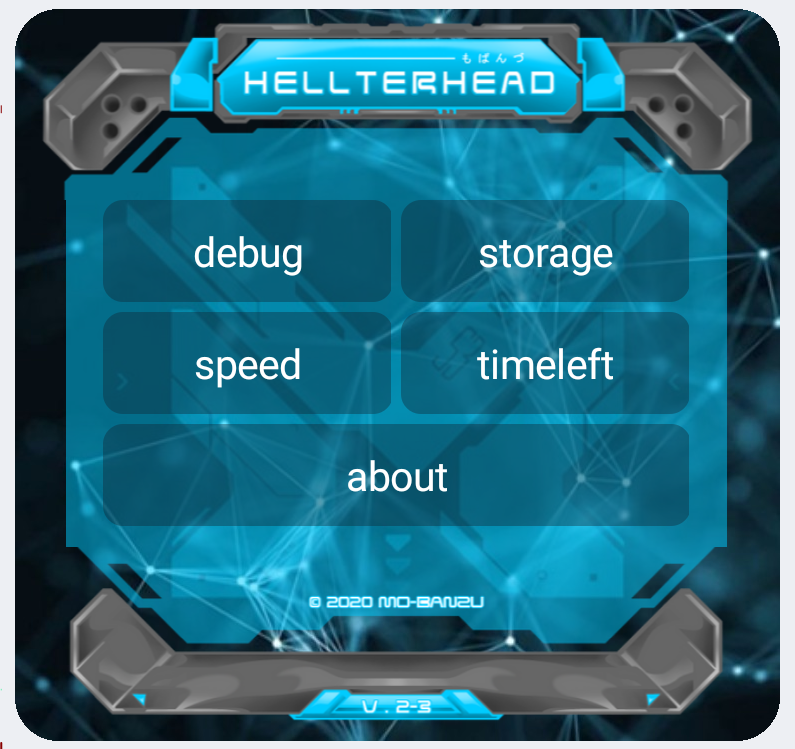 もばんづ
HELLTERHEAD
debug
storage
speed
timeleft
about
© 2020 MO-BANZU
V . 2-3